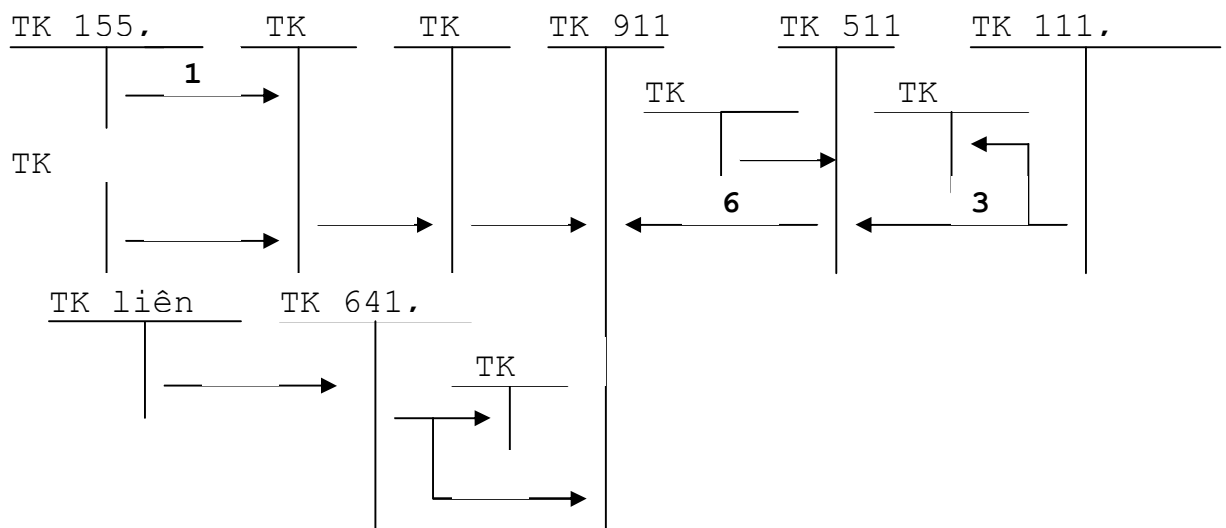 TK 155,
TK
TK
TK 911
TK 511
TK 111,
1
TK
TK
TK
6
3
TK liên
TK 641,
TK